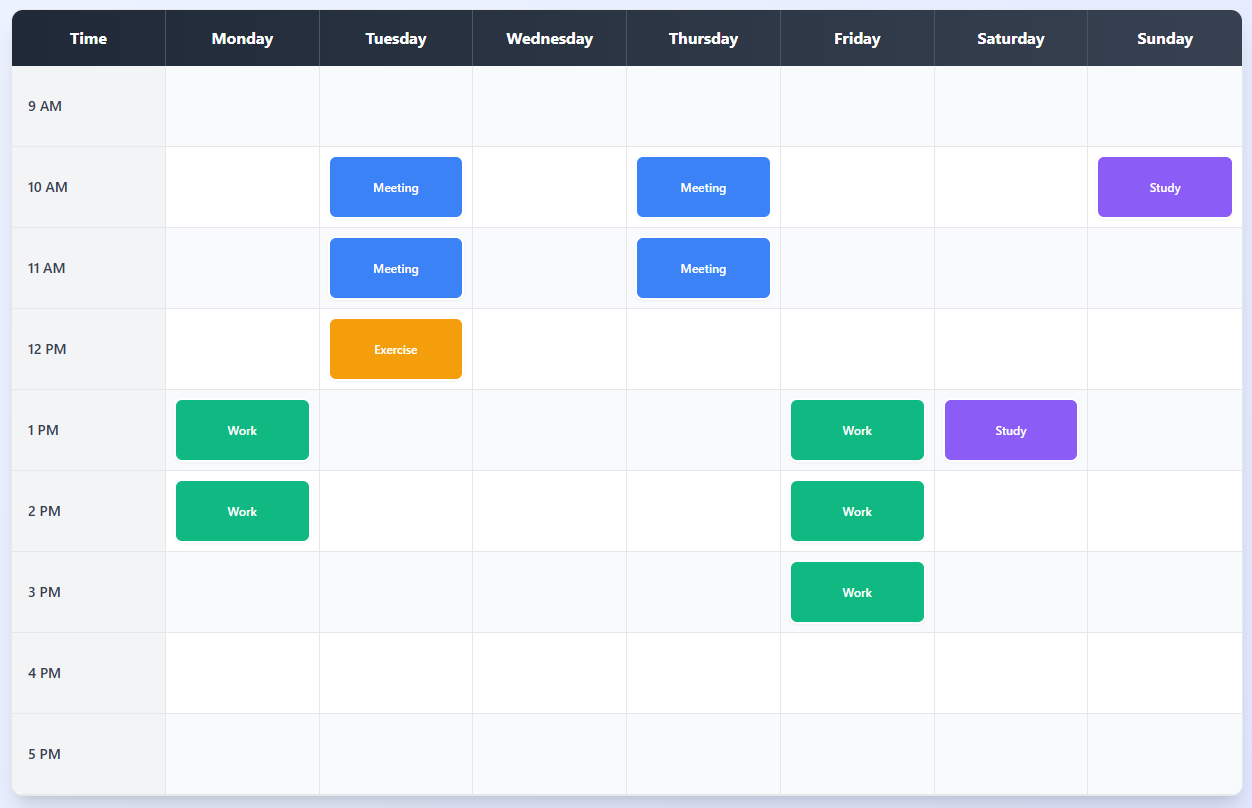 Time Monday Tuesday Wednesday Thursday Friday Saturday Sunday
9 AM
10 AM Meeting Meeting Study
11 AM Meeting Meeting
12 PM Exercise
1 PM Work Work Study
2 PM Work Work
3 PM Work
4 PM
5 PM